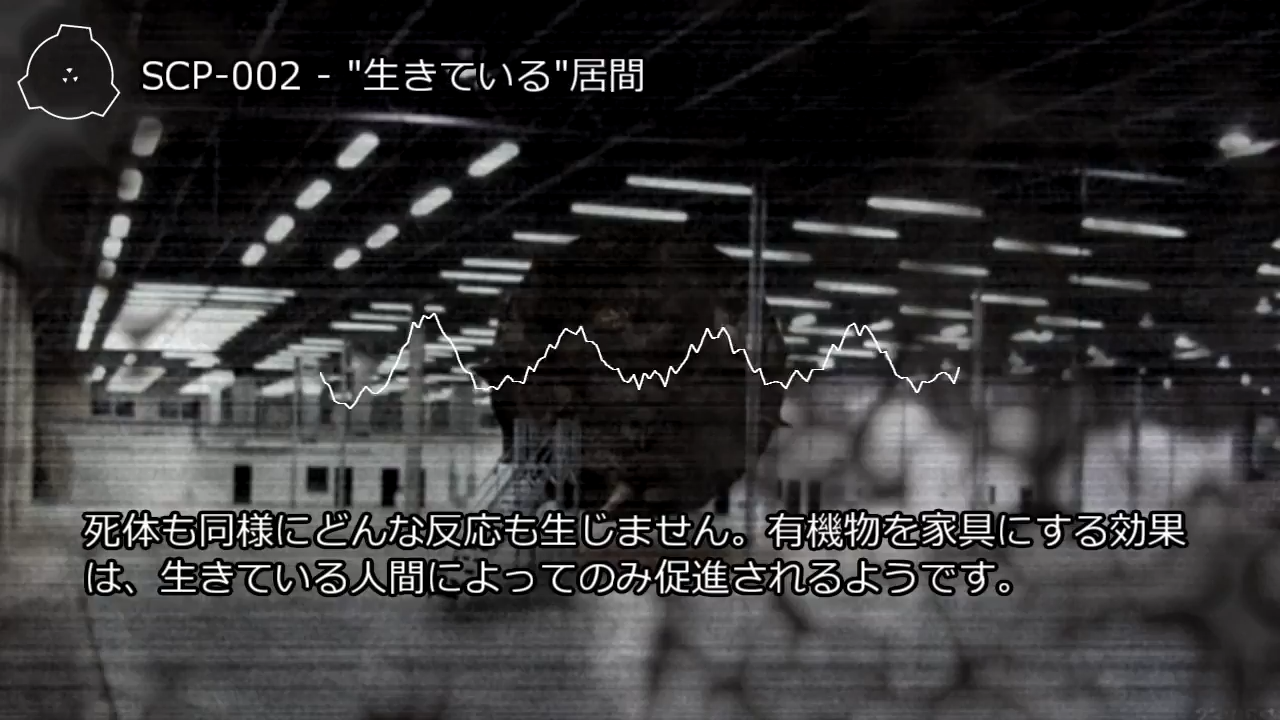 SCP-002 - "生きている"居間
死体も同様にどんな反応も生じません。有機物を家具にする効果
は、生きている人間によってのみ促進されるようです。